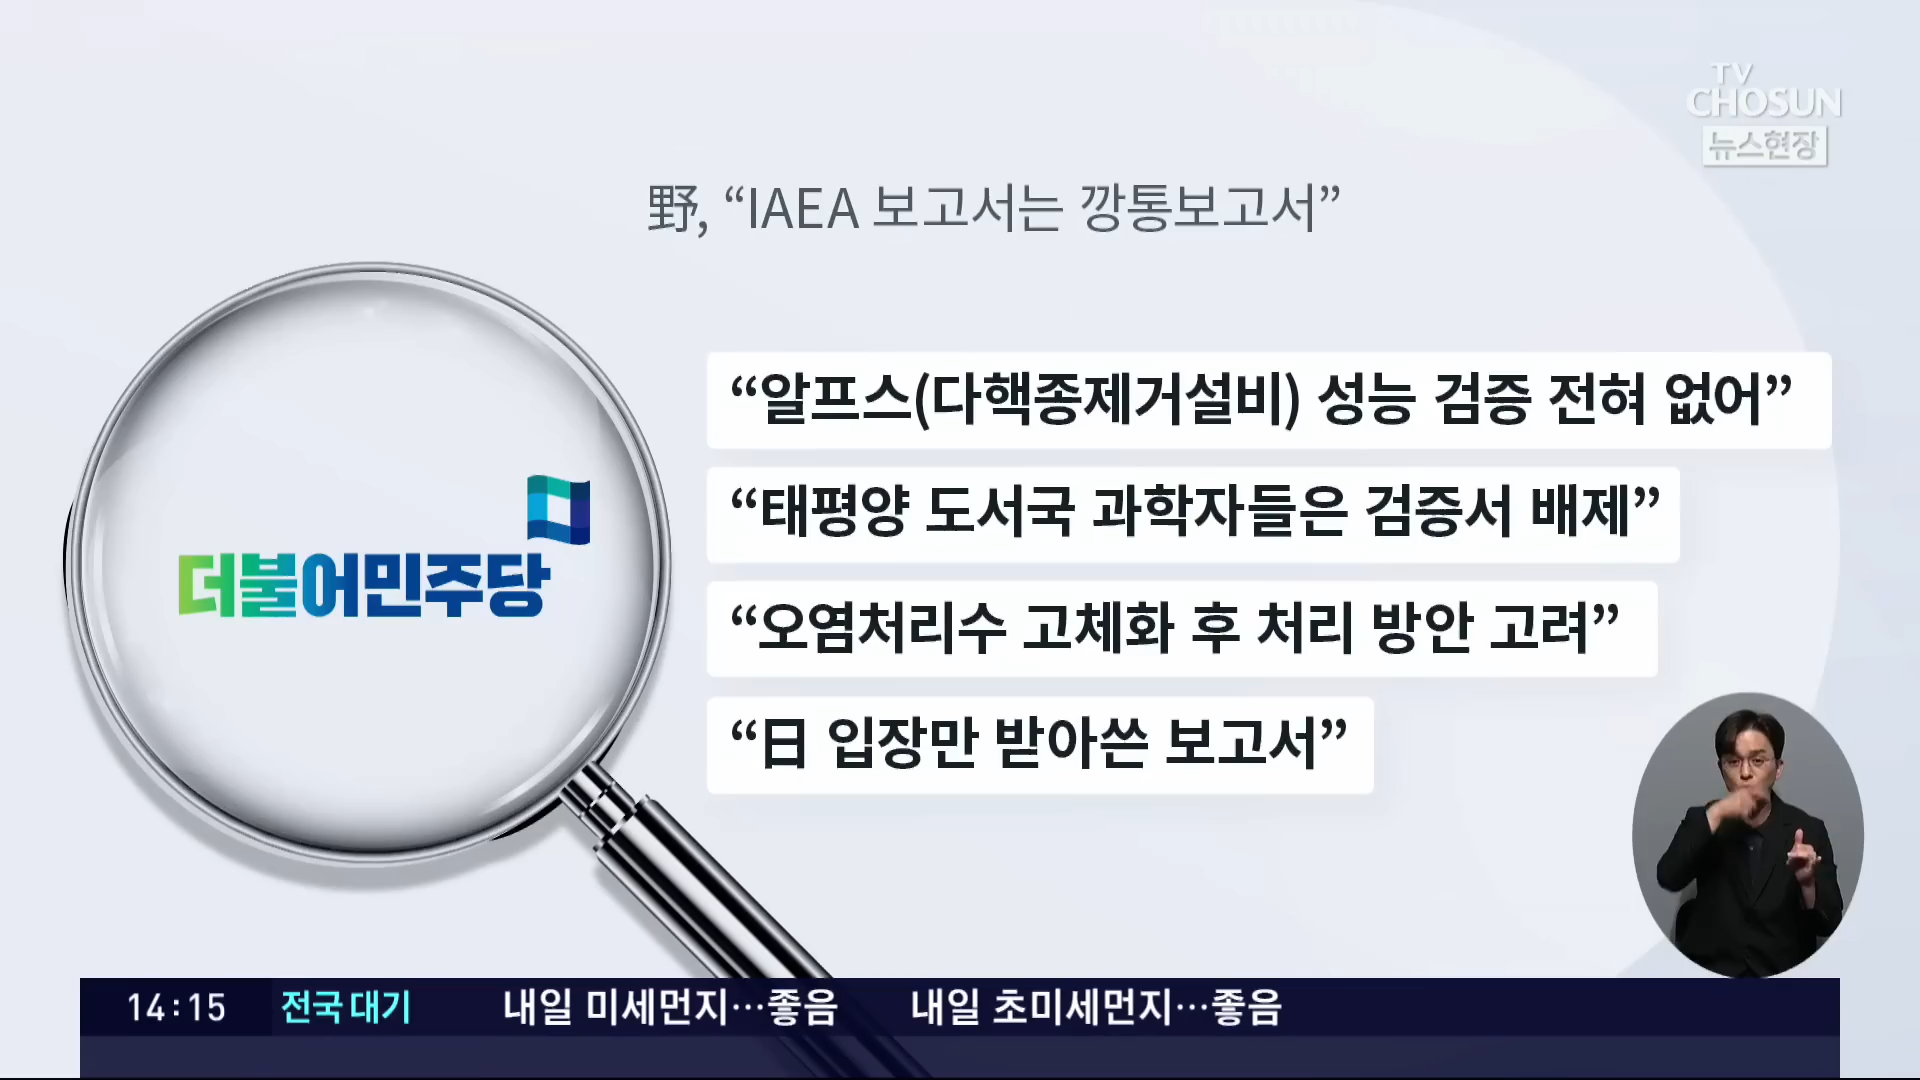 TV
CHOSUN
뉴스현장
野, “IAEA 보고서는 깡통보고서”
“알프스(다핵종제거설비) 성능 검증 전혀 없어”
“태평양 도서국 과학자들은 검증서 배제”
더불어민주당
“오염처리수 고체화 후 처리 방안 고려”
“日 입장만 받아쓴 보고서”
14:15 전국 대기 내일 미세먼지…좋음 내일 초미세먼지…좋음